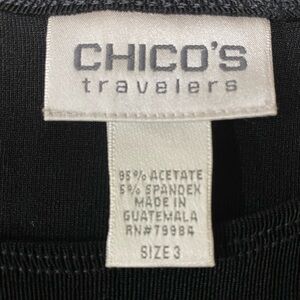 CHICO'S
travelers
95% ACETATE
5% SPANDEX
MADE IN
GUATEMALA
RN#79984
SIZE 3